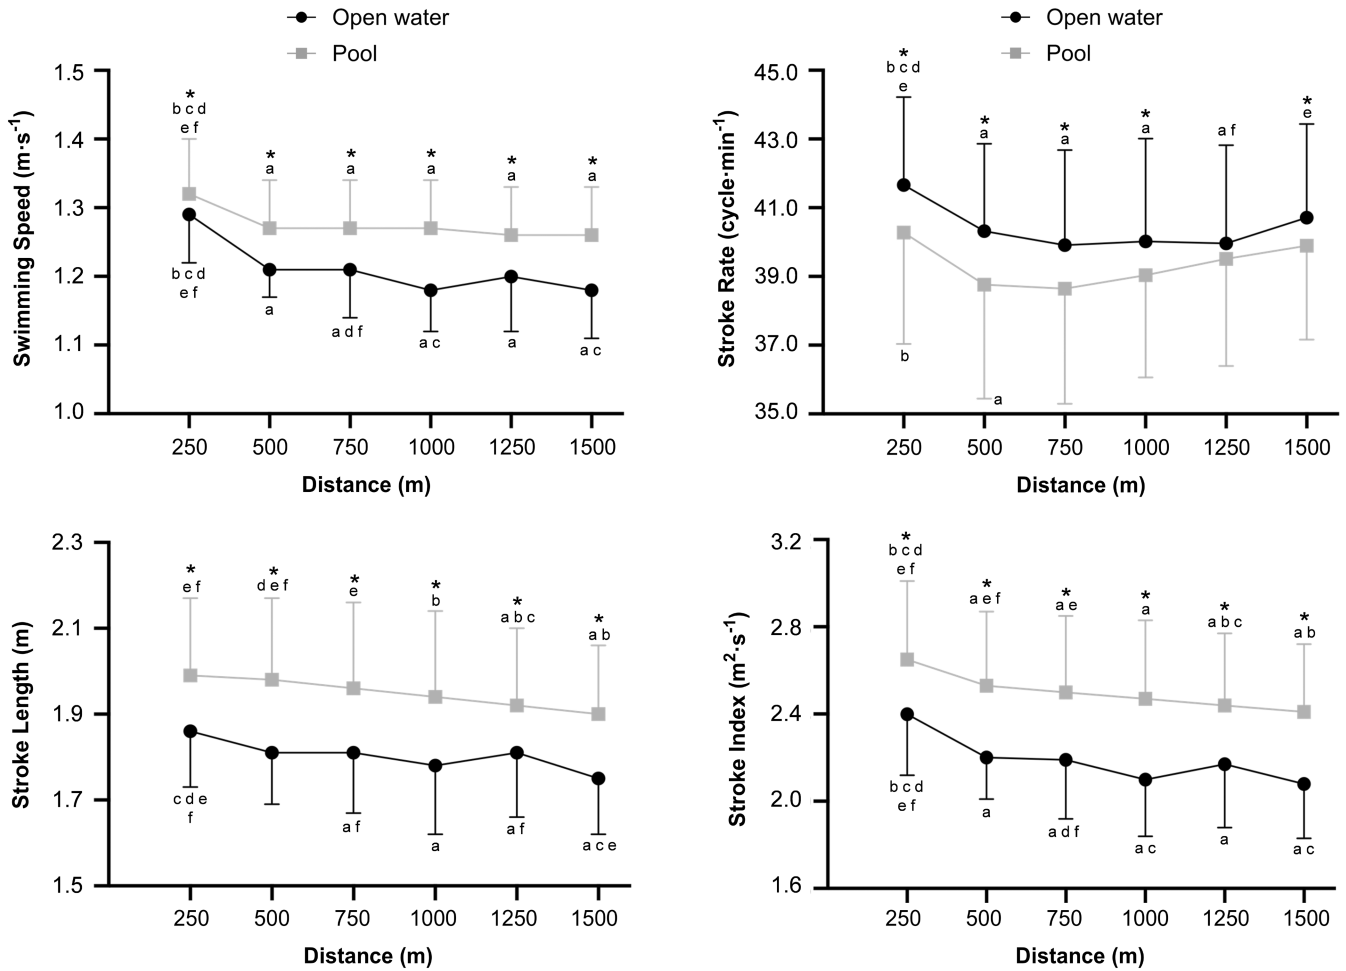 Open water
Pool
1.5
1.4
1.3
1.2
1.1
1.0
Swimming Speed (m·s⁻¹)
*
b c d
e f
*
a
*
a
*
a
*
a
*
a
b c d
e f
a
a d f
a c
a
a c
250 500 750 1000 1250 1500
Distance (m)
Open water
Pool
45.0
43.0
41.0
39.0
37.0
35.0
Stroke Rate (cycle·min⁻¹)
*
b c d
e
*
a
*
a
*
a
a f
*
e
b
a
250 500 750 1000 1250 1500
Distance (m)
2.3
2.1
1.9
1.7
1.5
Stroke Length (m)
*
e f
*
d e f
*
e
*
b
*
a b c
*
a b
c d e
f
a f
a
a f
a c e
250 500 750 1000 1250 1500
Distance (m)
3.2
2.8
2.4
2.0
1.6
Stroke Index (m²·s⁻¹)
*
b c d
e f
*
a e f
*
a e
*
a
*
a b c
*
a b
b c d
e f
a
a d f
a c
a
a c
250 500 750 1000 1250 1500
Distance (m)